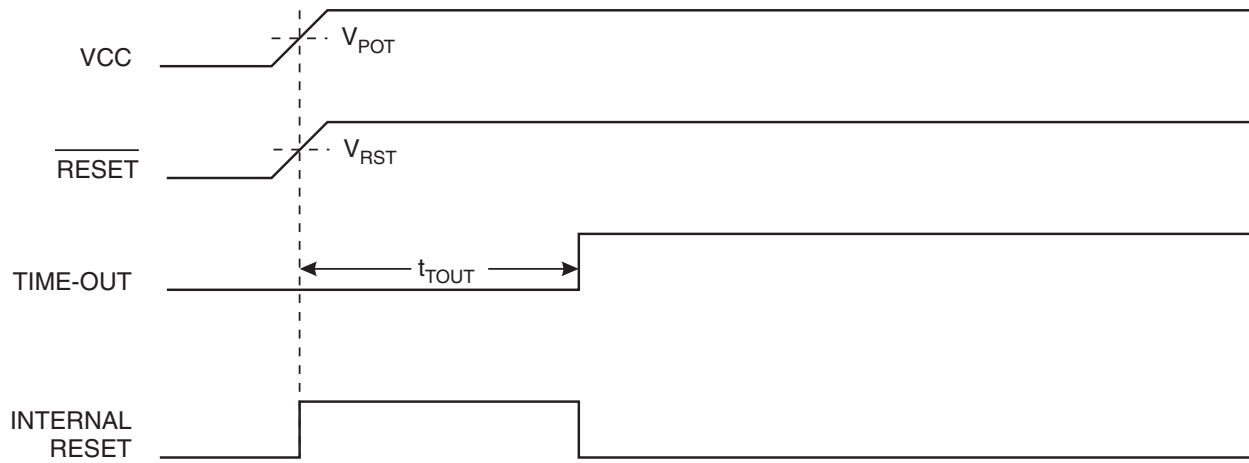 VCC
V_POT
RESET
V_RST
TIME-OUT
t_TOUT
INTERNAL
RESET